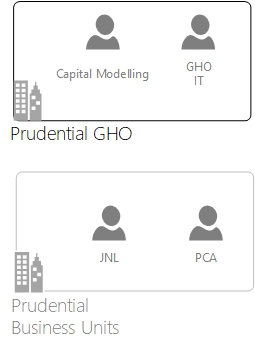 Capital Modelling
GHO
IT
Prudential GHO
JNL
PCA
Prudential
Business Units